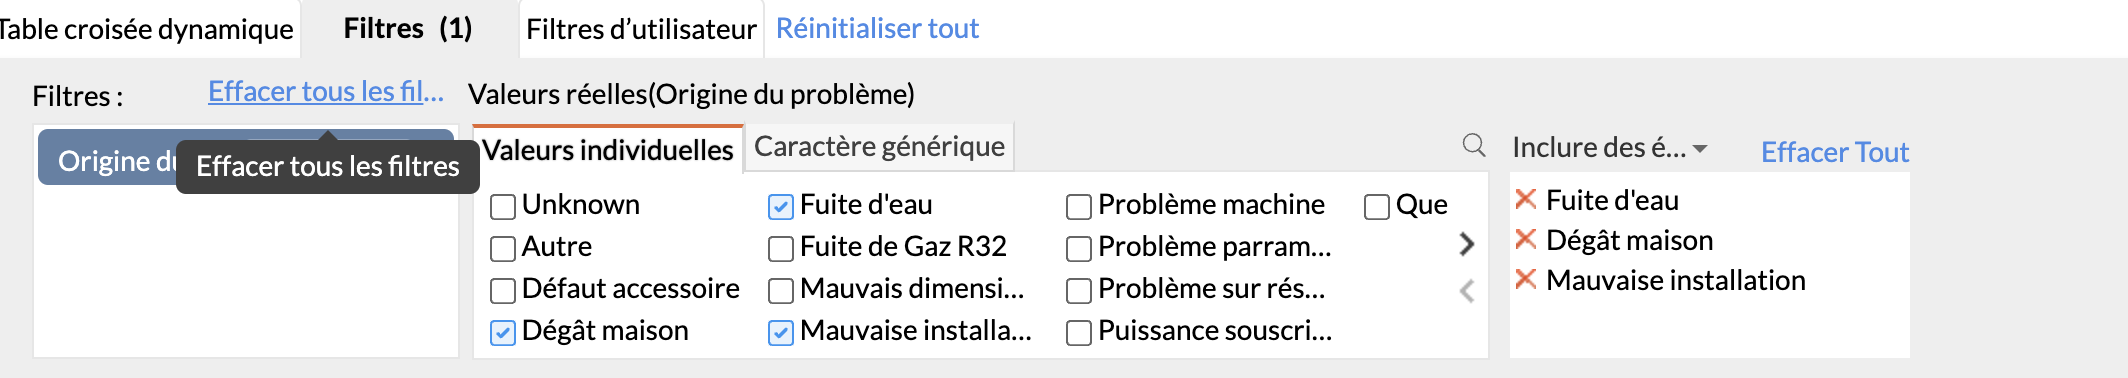 Table croisée dynamique
Filtres (1)
Filtres d’utilisateur
Réinitialiser tout
Filtres :
Effacer tous les fil...
Valeurs réelles(Origine du problème)
Origine du
Effacer tous les filtres
Valeurs individuelles
Caractère générique
Inclure des é...
Effacer Tout
Unknown
Autre
Défaut accessoire
Dégât maison
Fuite d'eau
Fuite de Gaz R32
Mauvais dimensi...
Mauvaise installa...
Problème machine
Problème parram...
Problème sur rés...
Puissance souscri...
Que
Fuite d'eau
Dégât maison
Mauvaise installation